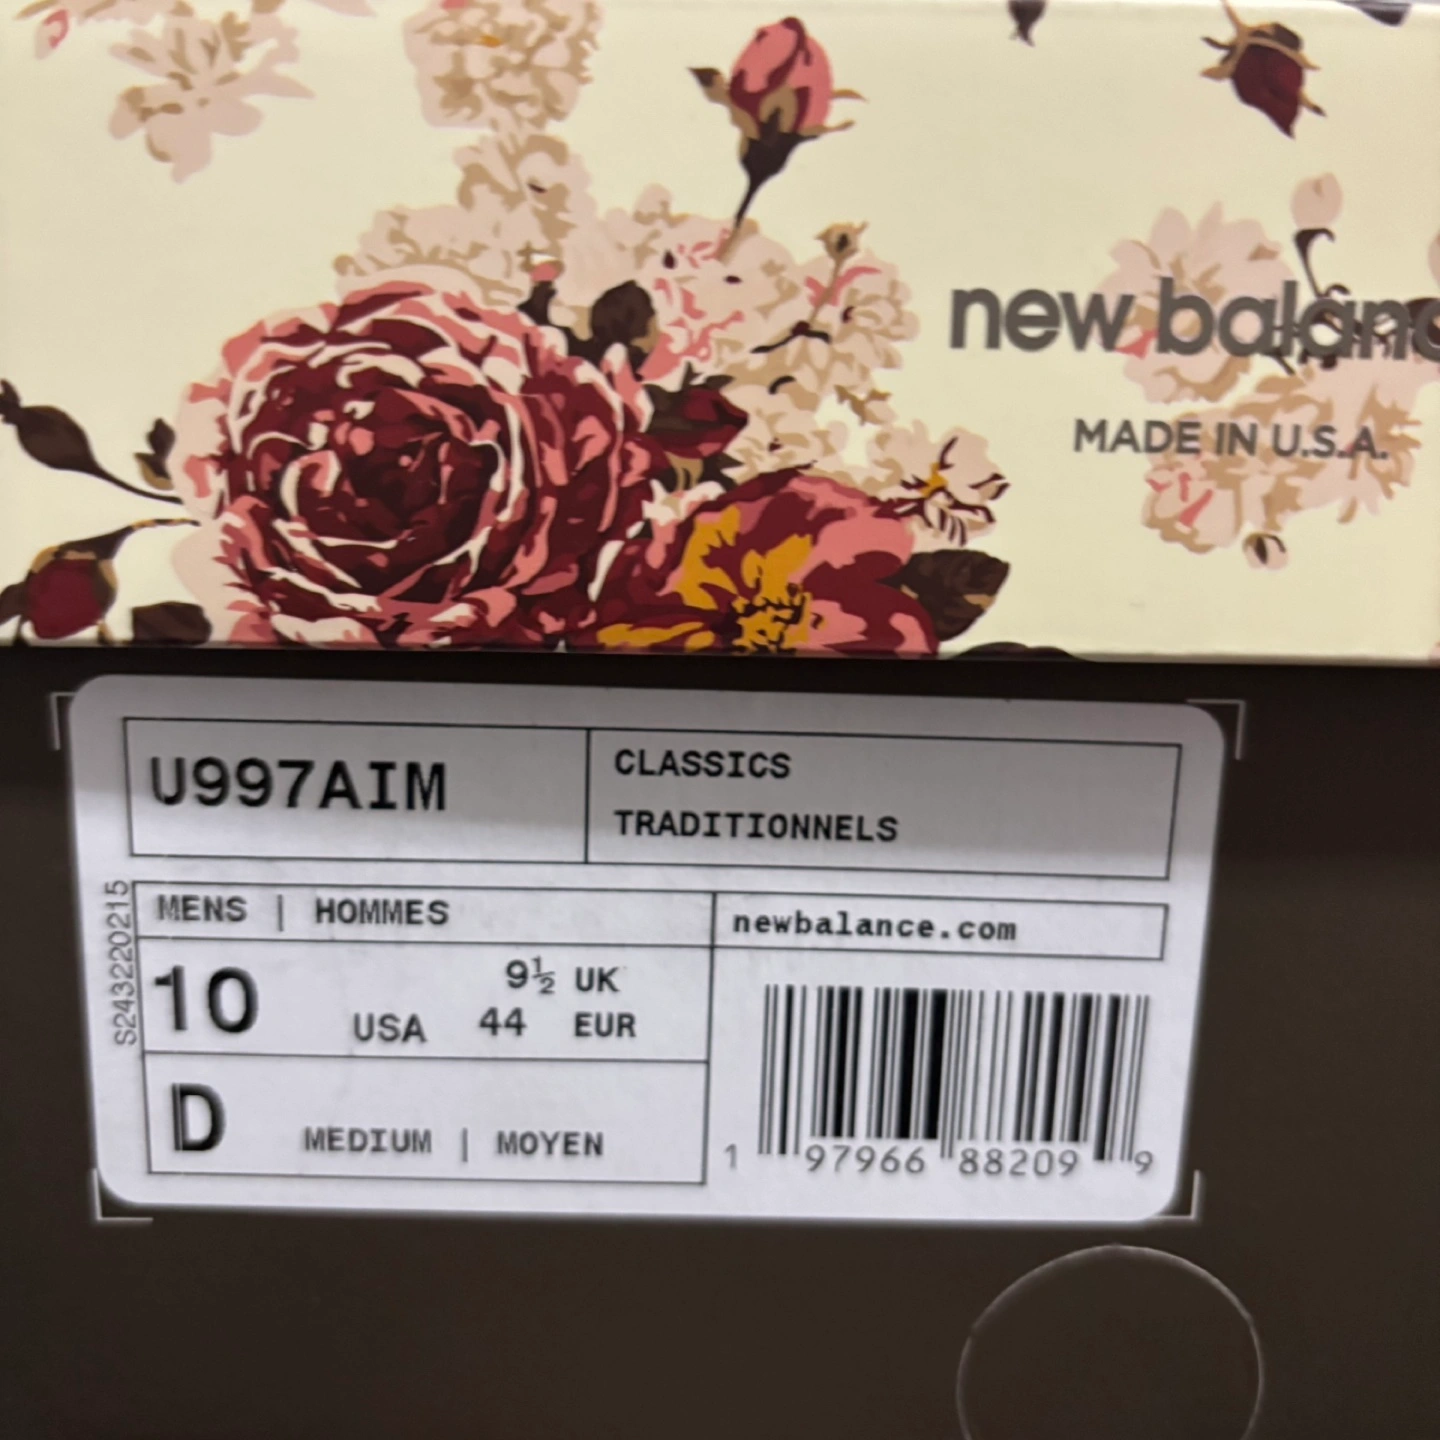 new balanc
MADE IN U.S.A.
U997AIM
CLASSICS
TRADITIONNELS
S243220215
MENS | HOMMES
newbalance.com
10 USA
9½ UK
44 EUR
D MEDIUM | MOYEN
1 97966 88209 9